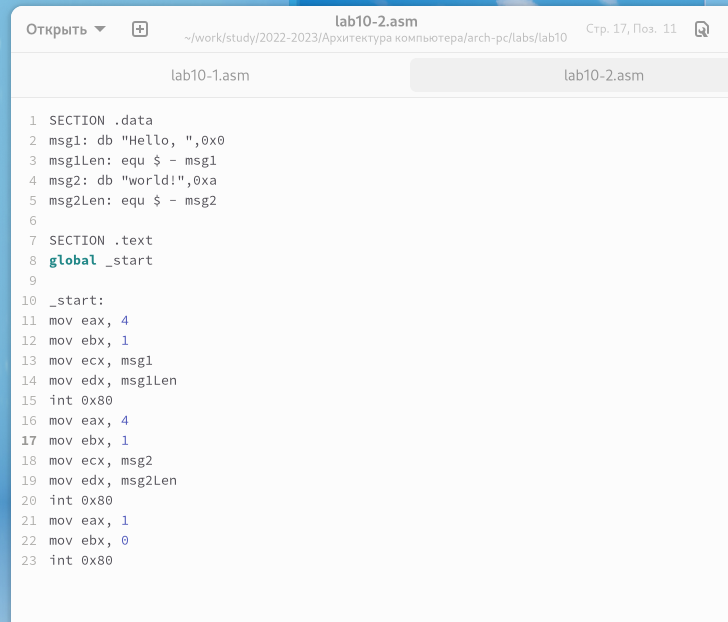 Открыть
lab10-2.asm
~/work/study/2022-2023/Архитектура компьютера/arch-pc/labs/lab10
Стр. 17, Поз. 11
lab10-1.asm
lab10-2.asm
1 SECTION .data
2 msg1: db "Hello, ",0x0
3 msg1Len: equ $ - msg1
4 msg2: db "world!",0xa
5 msg2Len: equ $ - msg2
6
7 SECTION .text
8 global _start
9
10 _start:
11 mov eax, 4
12 mov ebx, 1
13 mov ecx, msg1
14 mov edx, msg1Len
15 int 0x80
16 mov eax, 4
17 mov ebx, 1
18 mov ecx, msg2
19 mov edx, msg2Len
20 int 0x80
21 mov eax, 1
22 mov ebx, 0
23 int 0x80